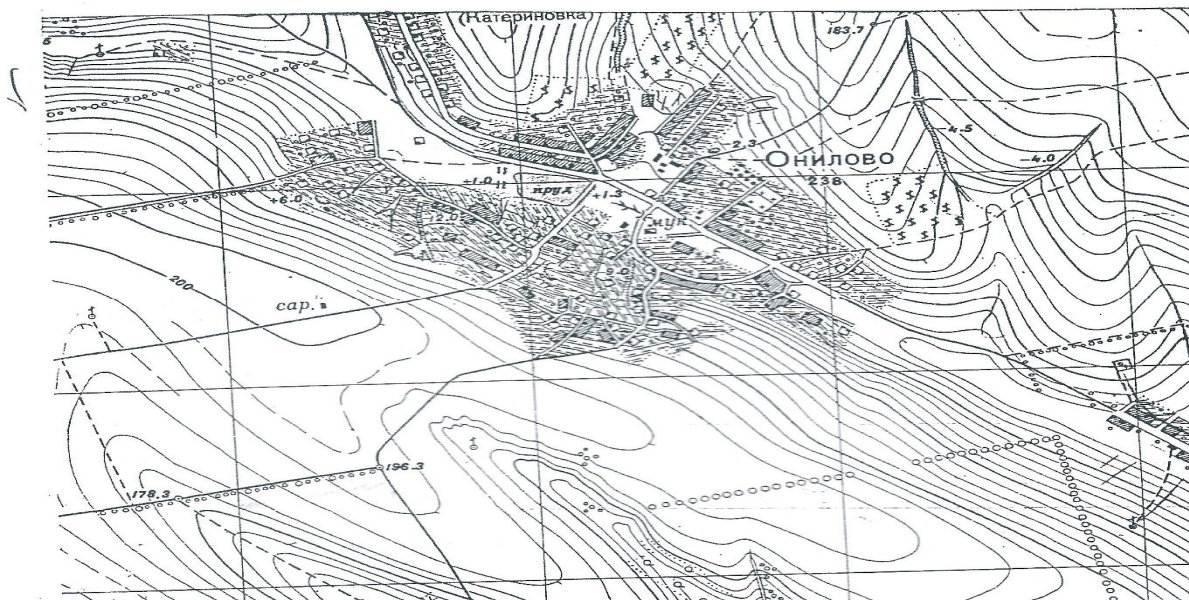 (Катериновка)
183.7
4.5
4.0
2.3
Онилово
238
+1.0
пруд
+1.3
+6.0
2.0
мук.
9.0
200
сар.
196.3
178.3